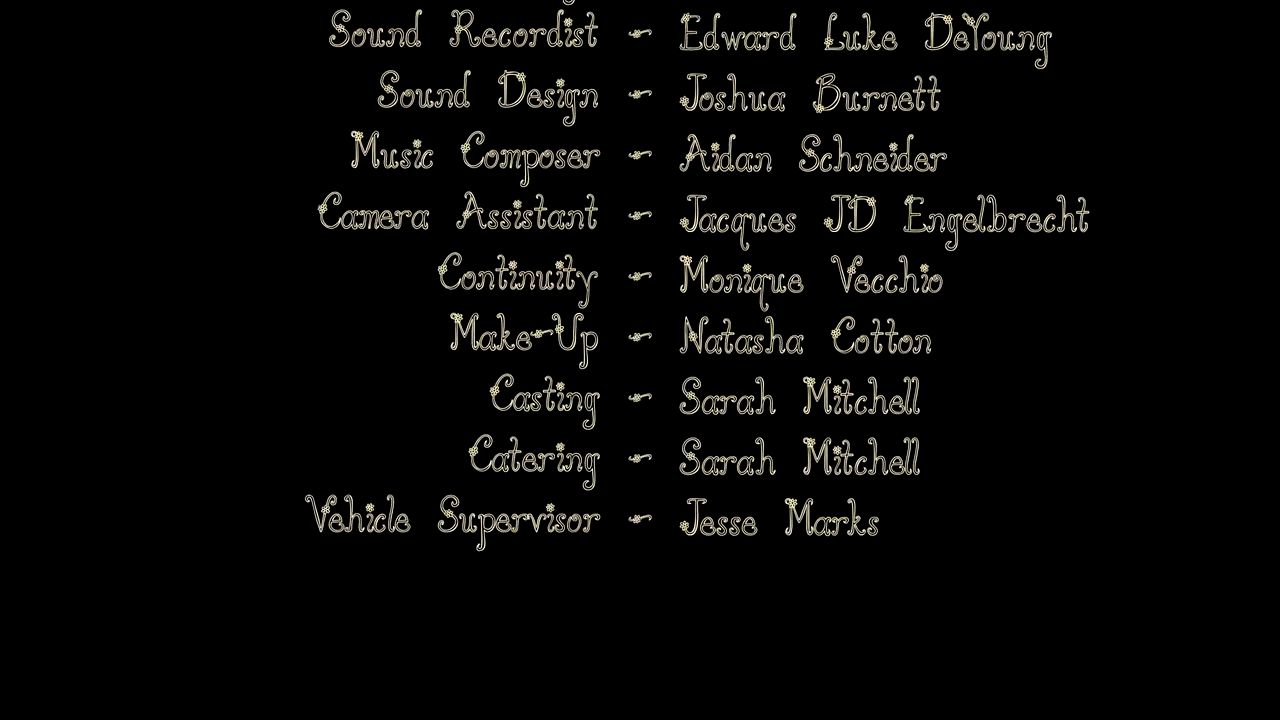 Sound Recordist - Edward Luke DeYoung
Sound Design - Joshua Burnett
Music Composer - Aidan Schneider
Camera Assistant - Jacques JD Engelbrecht
Continuity - Monique Vecchio
Make-Up - Natasha Cotton
Casting - Sarah Mitchell
Catering - Sarah Mitchell
Vehicle Supervisor - Jesse Marks